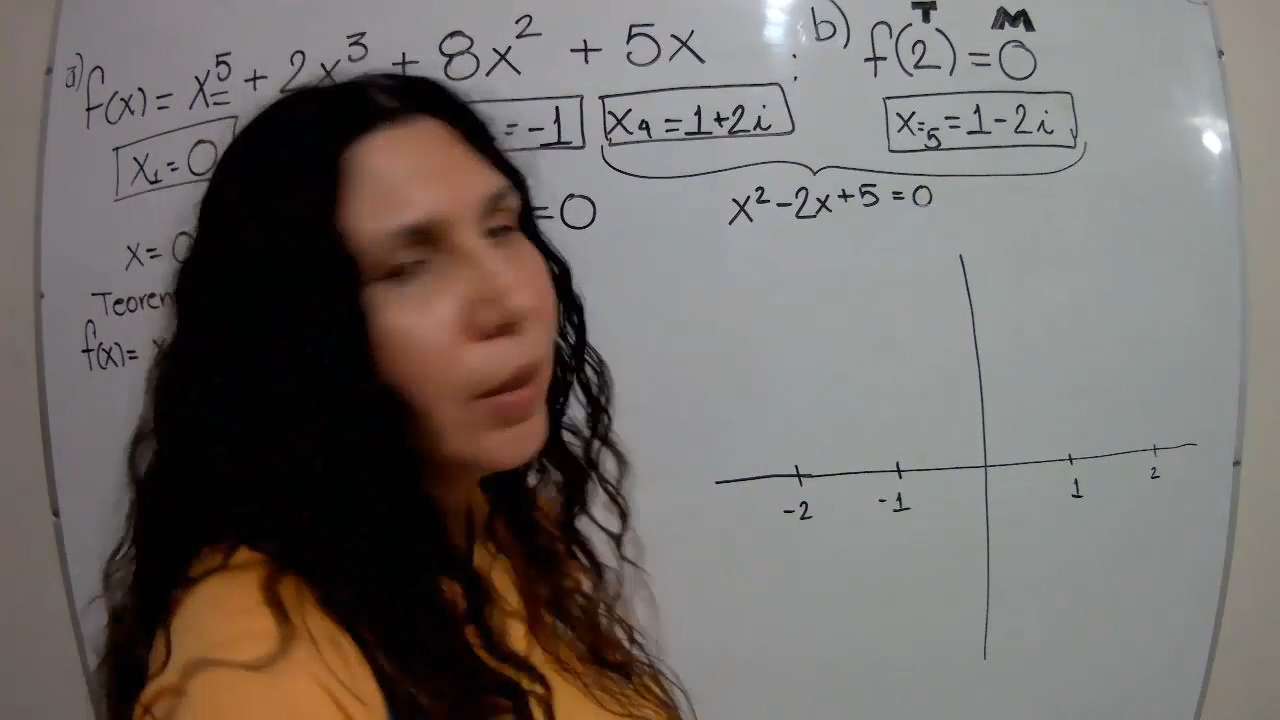 a) f(x) = x⁵ + 2x³ + 8x² + 5x ; b) f(2) = 0
T M
x₁ = 0 = -1 x₄ = 1+2i x₅ = 1-2i
=0 x² - 2x + 5 = 0
x = 0
f(x) =
-2 -1 1 2